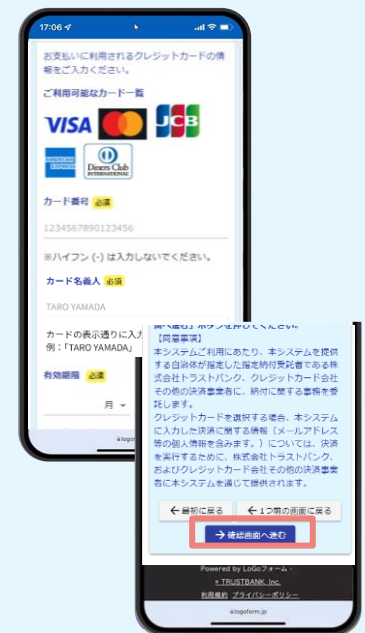 17:06
お支払いに利用されるクレジットカードの情
報をご入力ください。
ご利用可能なカード一覧
VISA
JCB
AMERICAN
EXPRESS
Diners Club
INTERNATIONAL
カード番号 必須
1234567890123456
※ハイフン (-) は入力しないでください。
カード名義人 必須
TARO YAMADA
カードの表示通りに入力
例：「TARO YAMADA」
有効期限 必須
月
【同意事項】
本システムご利用にあたり、本システムを提供
する自治体が指定した指定納付受託者である株
式会社トラストバンク、クレジットカード会社
その他の決済事業者に、納付に関する事務を委
託します。
クレジットカードを選択する場合、本システム
に入力した決済に関する情報（メールアドレス
等の個人情報を含みます。）については、決済
を実行するために、株式会社トラストバンク、
およびクレジットカード会社その他の決済事業
者に本システムを通じて提供されます。
←最初に戻る ←1つ前の画面に戻る
→確認画面へ進む
Powered by LoGoフォーム -
TRUSTBANK, Inc.
利用規約 プライバシーポリシー
logoform.jp